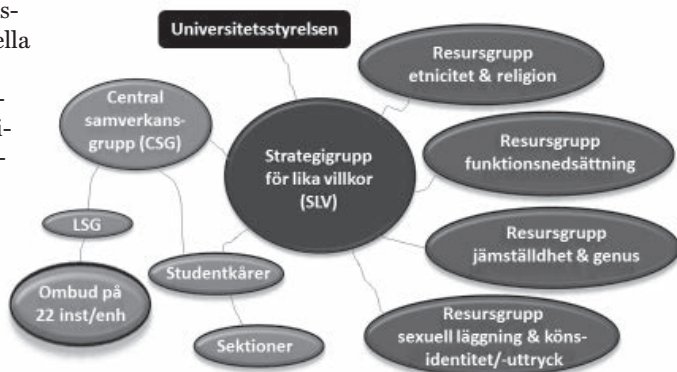 s-
ella
-
i-
-
Universitetsstyrelsen
Resursgrupp
etnicitet & religion
Central
samverkans-
grupp (CSG)
Strategigrupp
för lika villkor
(SLV)
Resursgrupp
funktionsnedsättning
LSG
Studentkårer
Resursgrupp
jämställdhet & genus
Ombud på
22 inst/enh
Sektioner
Resursgrupp
sexuell läggning & köns-
identitet/-uttryck